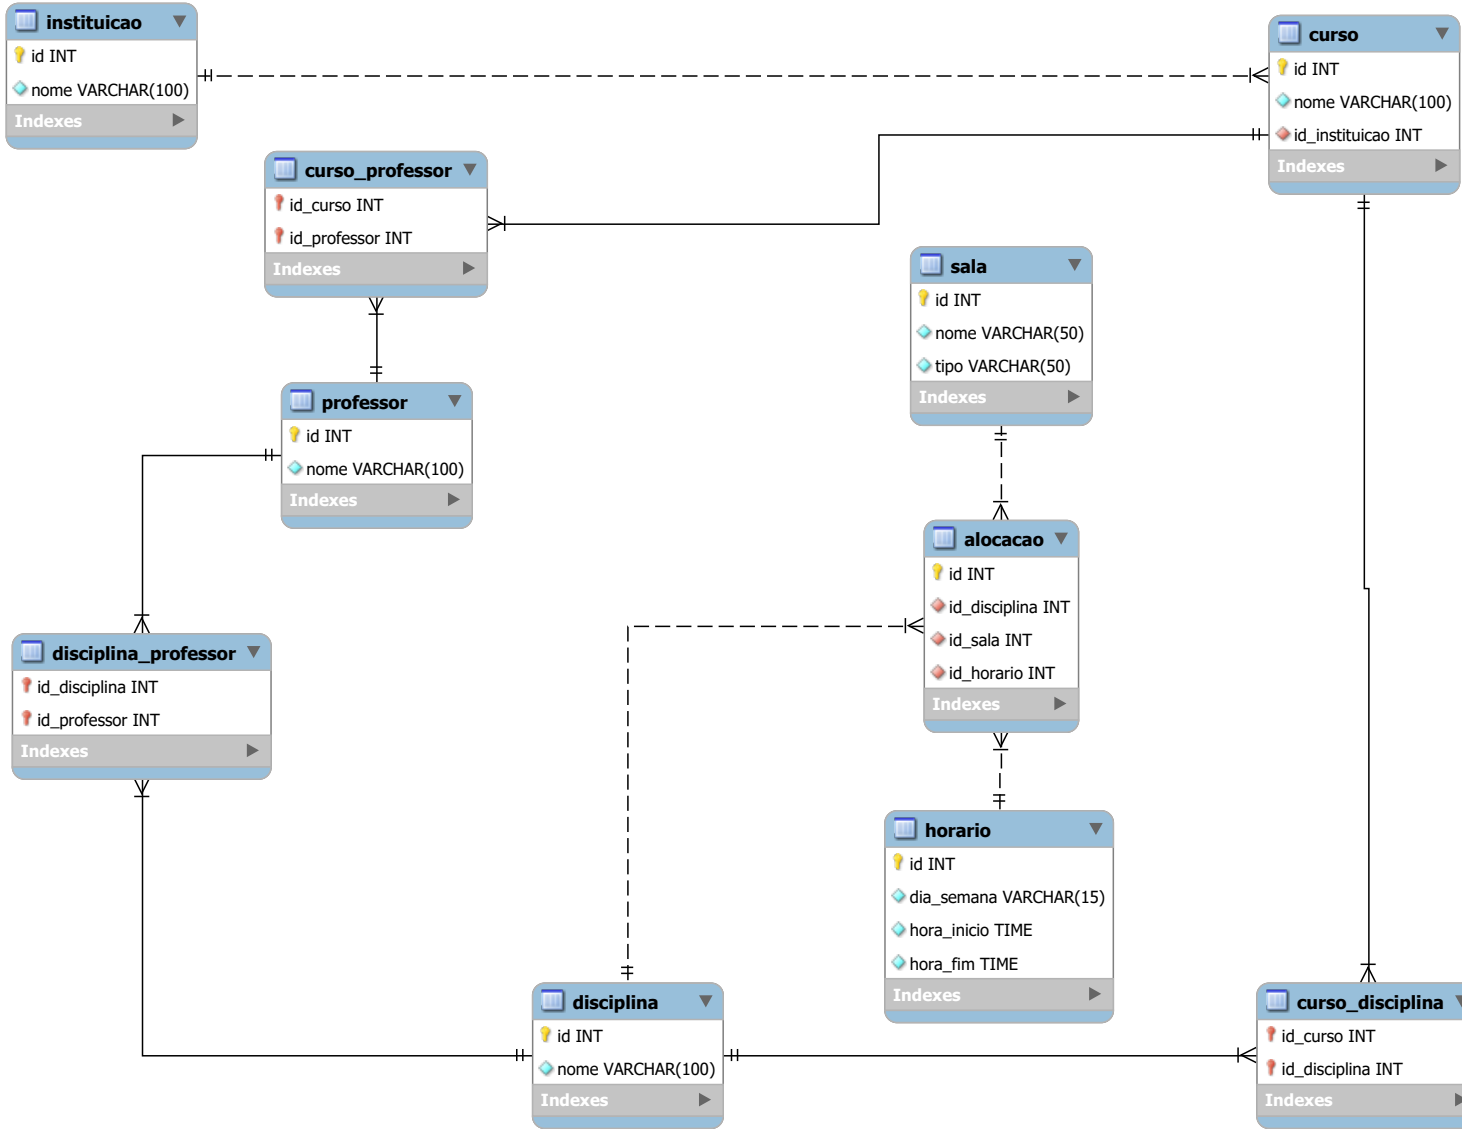 instituicao
id INT
nome VARCHAR(100)
Indexes
curso
id INT
nome VARCHAR(100)
id_instituicao INT
Indexes
curso_professor
id_curso INT
id_professor INT
Indexes
sala
id INT
nome VARCHAR(50)
tipo VARCHAR(50)
Indexes
professor
id INT
nome VARCHAR(100)
Indexes
alocacao
id INT
id_disciplina INT
id_sala INT
id_horario INT
Indexes
disciplina_professor
id_disciplina INT
id_professor INT
Indexes
horario
id INT
dia_semana VARCHAR(15)
hora_inicio TIME
hora_fim TIME
Indexes
disciplina
id INT
nome VARCHAR(100)
Indexes
curso_disciplina
id_curso INT
id_disciplina INT
Indexes